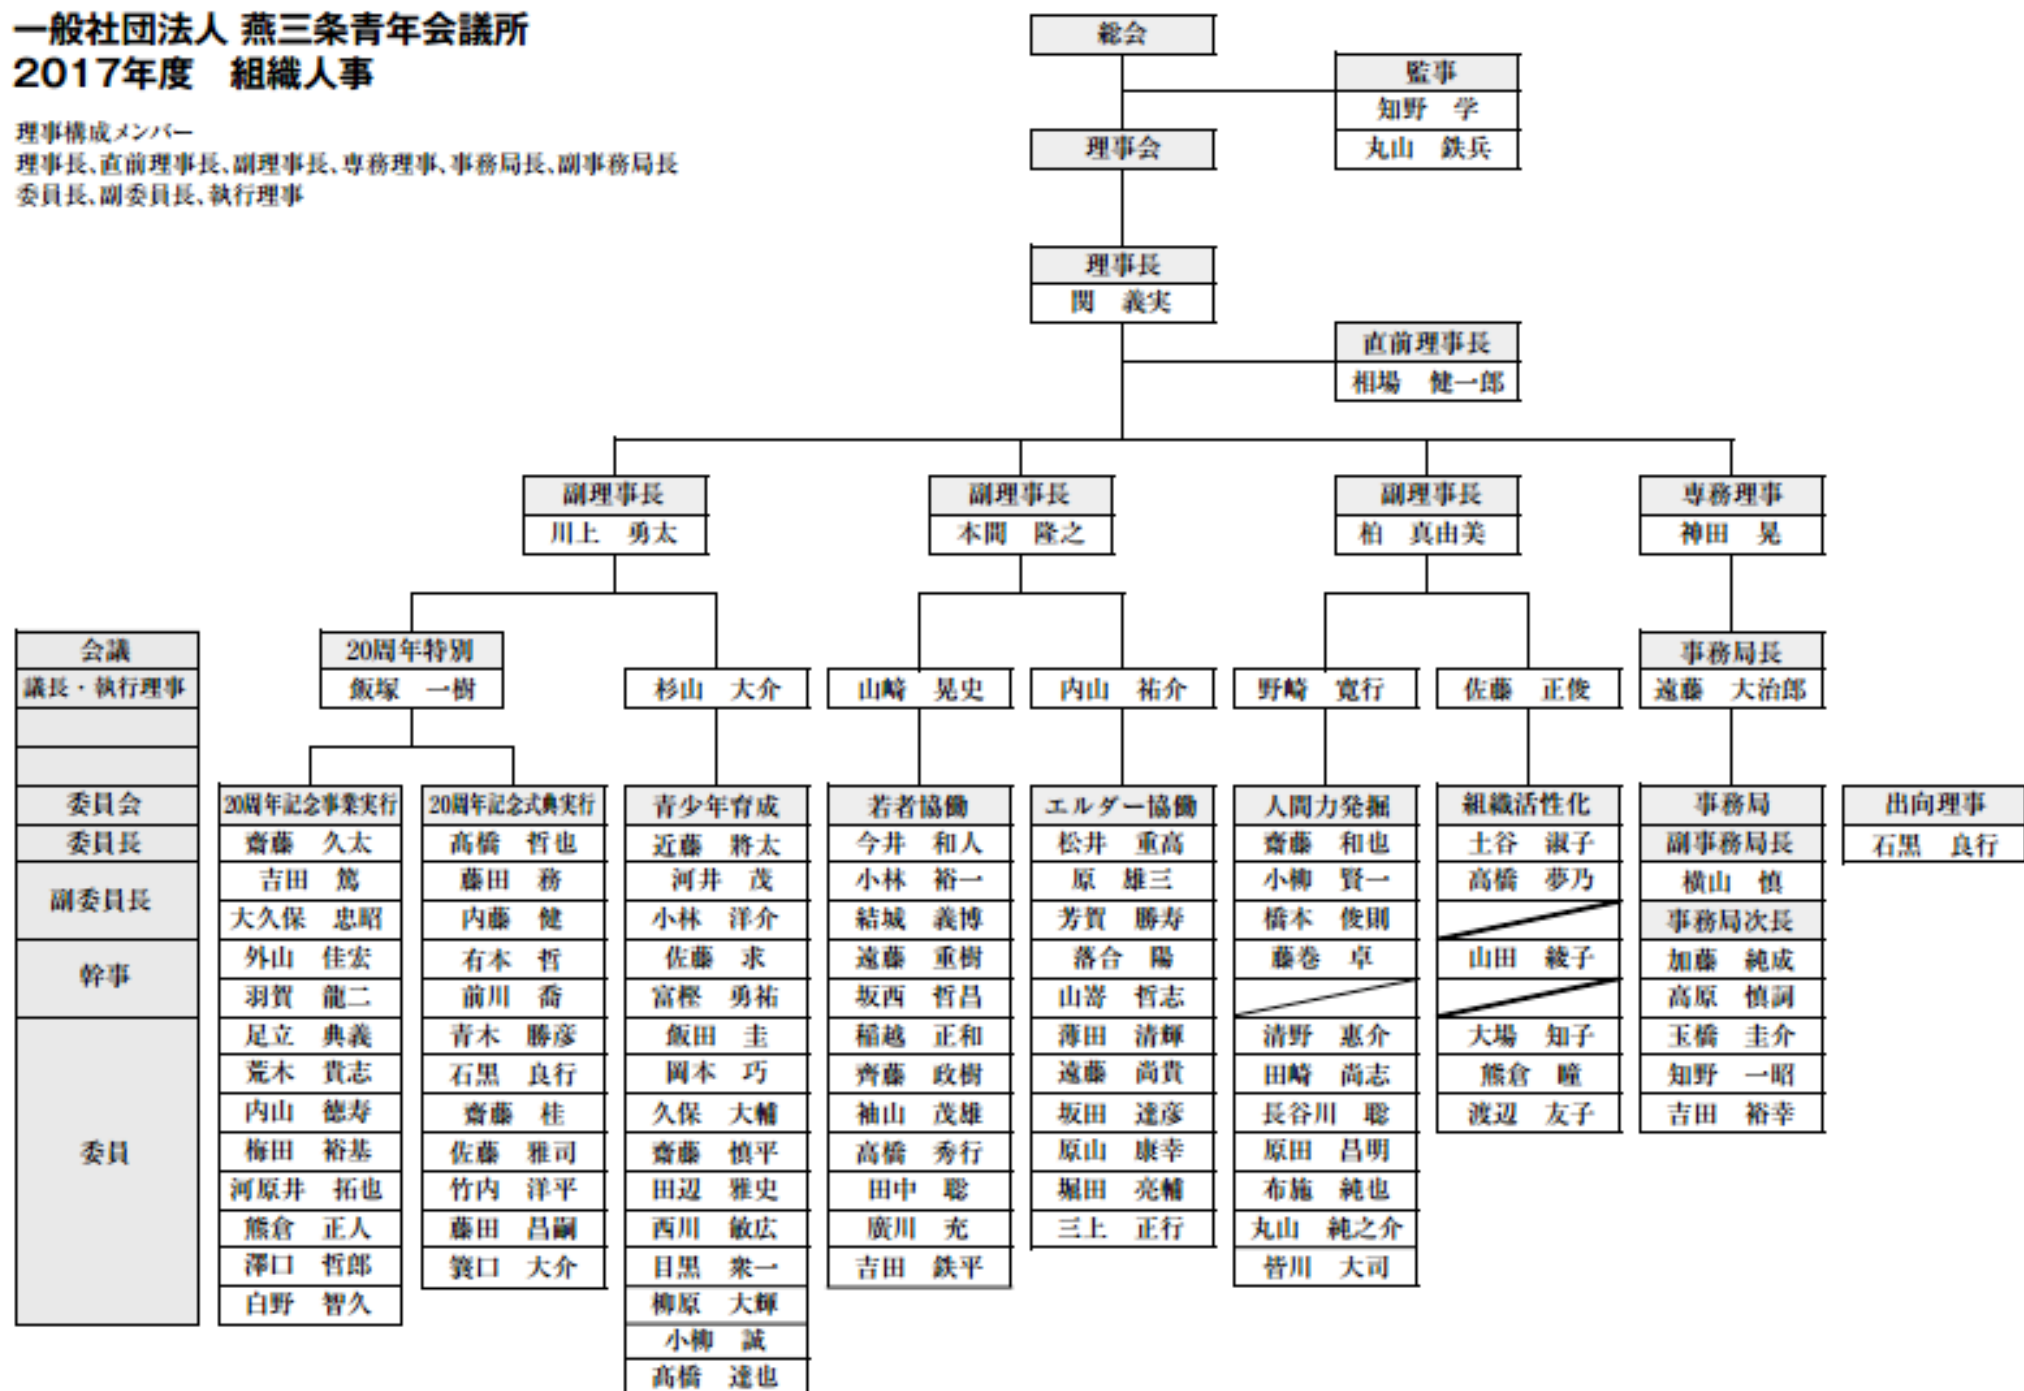 一般社団法人 燕三条青年会議所
2017年度　組織人事
理事構成メンバー
理事長、直前理事長、副理事長、専務理事、事務局長、副事務局長
委員長、副委員長、執行理事
総会
監事
知野　学
丸山　鉄兵
理事会
理事長
関　義実
直前理事長
相場　健一郎
副理事長　副理事長　副理事長　専務理事
川上　勇太　本間　隆之　柏　真由美　神田　晃
会議　20周年特別　事務局長
議長・執行理事　飯塚　一樹　杉山　大介　山﨑　晃史　内山　祐介　野崎　寛行　佐藤　正俊　遠藤　大治郎
委員会　20周年記念事業実行　20周年記念式典実行　青少年育成　若者協働　エルダー協働　人間力発掘　組織活性化　事務局　出向理事
委員長　齋藤　久太　髙橋　哲也　近藤　將太　今井　和人　松井　重高　齋藤　和也　土谷　淑子　副事務局長　石黒　良行
副委員長　吉田　篤　藤田　務　河井　茂　小林　裕一　原　雄三　小柳　賢一　高橋　夢乃　横山　慎
大久保　忠昭　内藤　健　小林　洋介　結城　義博　芳賀　勝寿　橋本　俊則　事務局次長
幹事　外山　佳宏　有本　哲　佐藤　求　遠藤　重樹　落合　陽　藤巻　卓　山田　綾子　加藤　純成
羽賀　龍二　前川　喬　富樫　勇祐　坂西　哲昌　山嵜　哲志　高原　慎詞
委員　足立　典義　青木　勝彦　飯田　圭　稲越　正和　薄田　清輝　清野　惠介　大場　知子　玉橋　圭介
荒木　貴志　石黒　良行　岡本　巧　齊藤　政樹　遠藤　尚貴　田崎　尚志　熊倉　瞳　知野　一昭
内山　徳寿　齋藤　桂　久保　大輔　袖山　茂雄　坂田　達彦　長谷川　聡　渡辺　友子　吉田　裕幸
梅田　裕基　佐藤　雅司　齋藤　慎平　高橋　秀行　原山　康幸　原田　昌明
河原井　拓也　竹内　洋平　田辺　雅史　田中　聡　堀田　亮輔　布施　純也
熊倉　正人　藤田　昌嗣　西川　敏広　廣川　充　三上　正行　丸山　純之介
澤口　哲郎　簑口　大介　目黒　衆一　吉田　鉄平　皆川　大司
白野　智久　柳原　大輝
小柳　誠
髙橋　達也